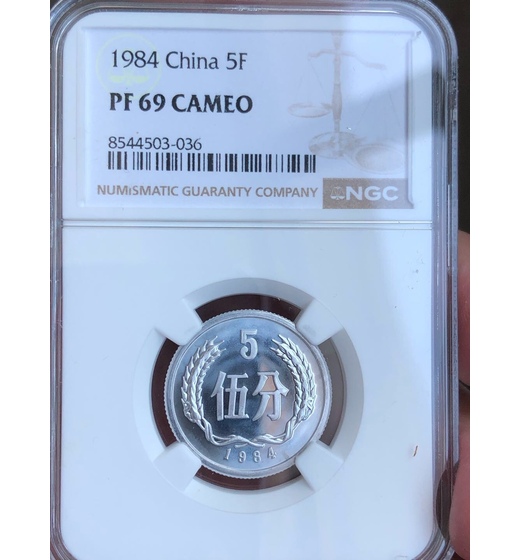 1984 China 5F
PF 69 CAMEO
8544503-036
NUMISMATIC GUARANTY COMPANY NGC
5
伍分
1984